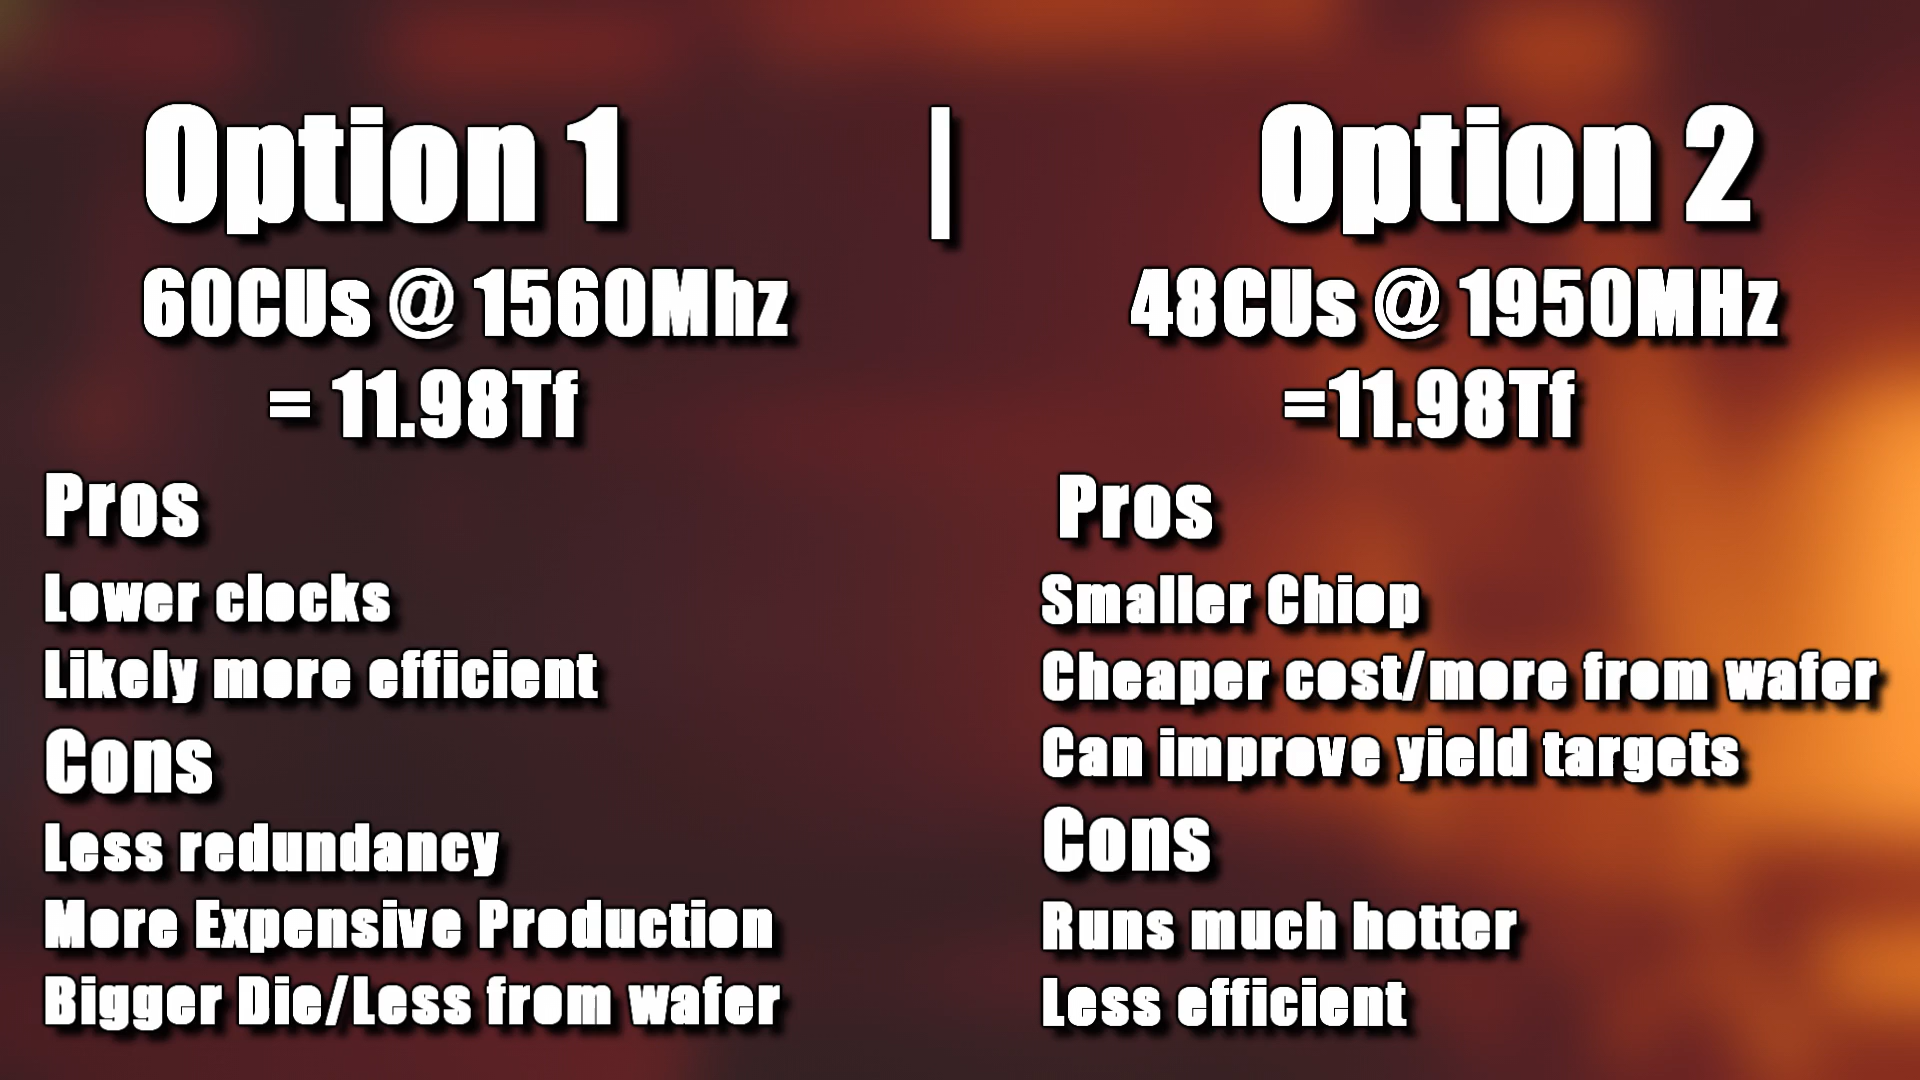 Option 1 | Option 2
60CUs @ 1560Mhz
= 11.98Tf
Pros
Lower clocks
Likely more efficient
Cons
Less redundancy
More Expensive Production
Bigger Die/Less from wafer
48CUs @ 1950MHz
=11.98Tf
Pros
Smaller Chiop
Cheaper cost/more from wafer
Can improve yield targets
Cons
Runs much hotter
Less efficient